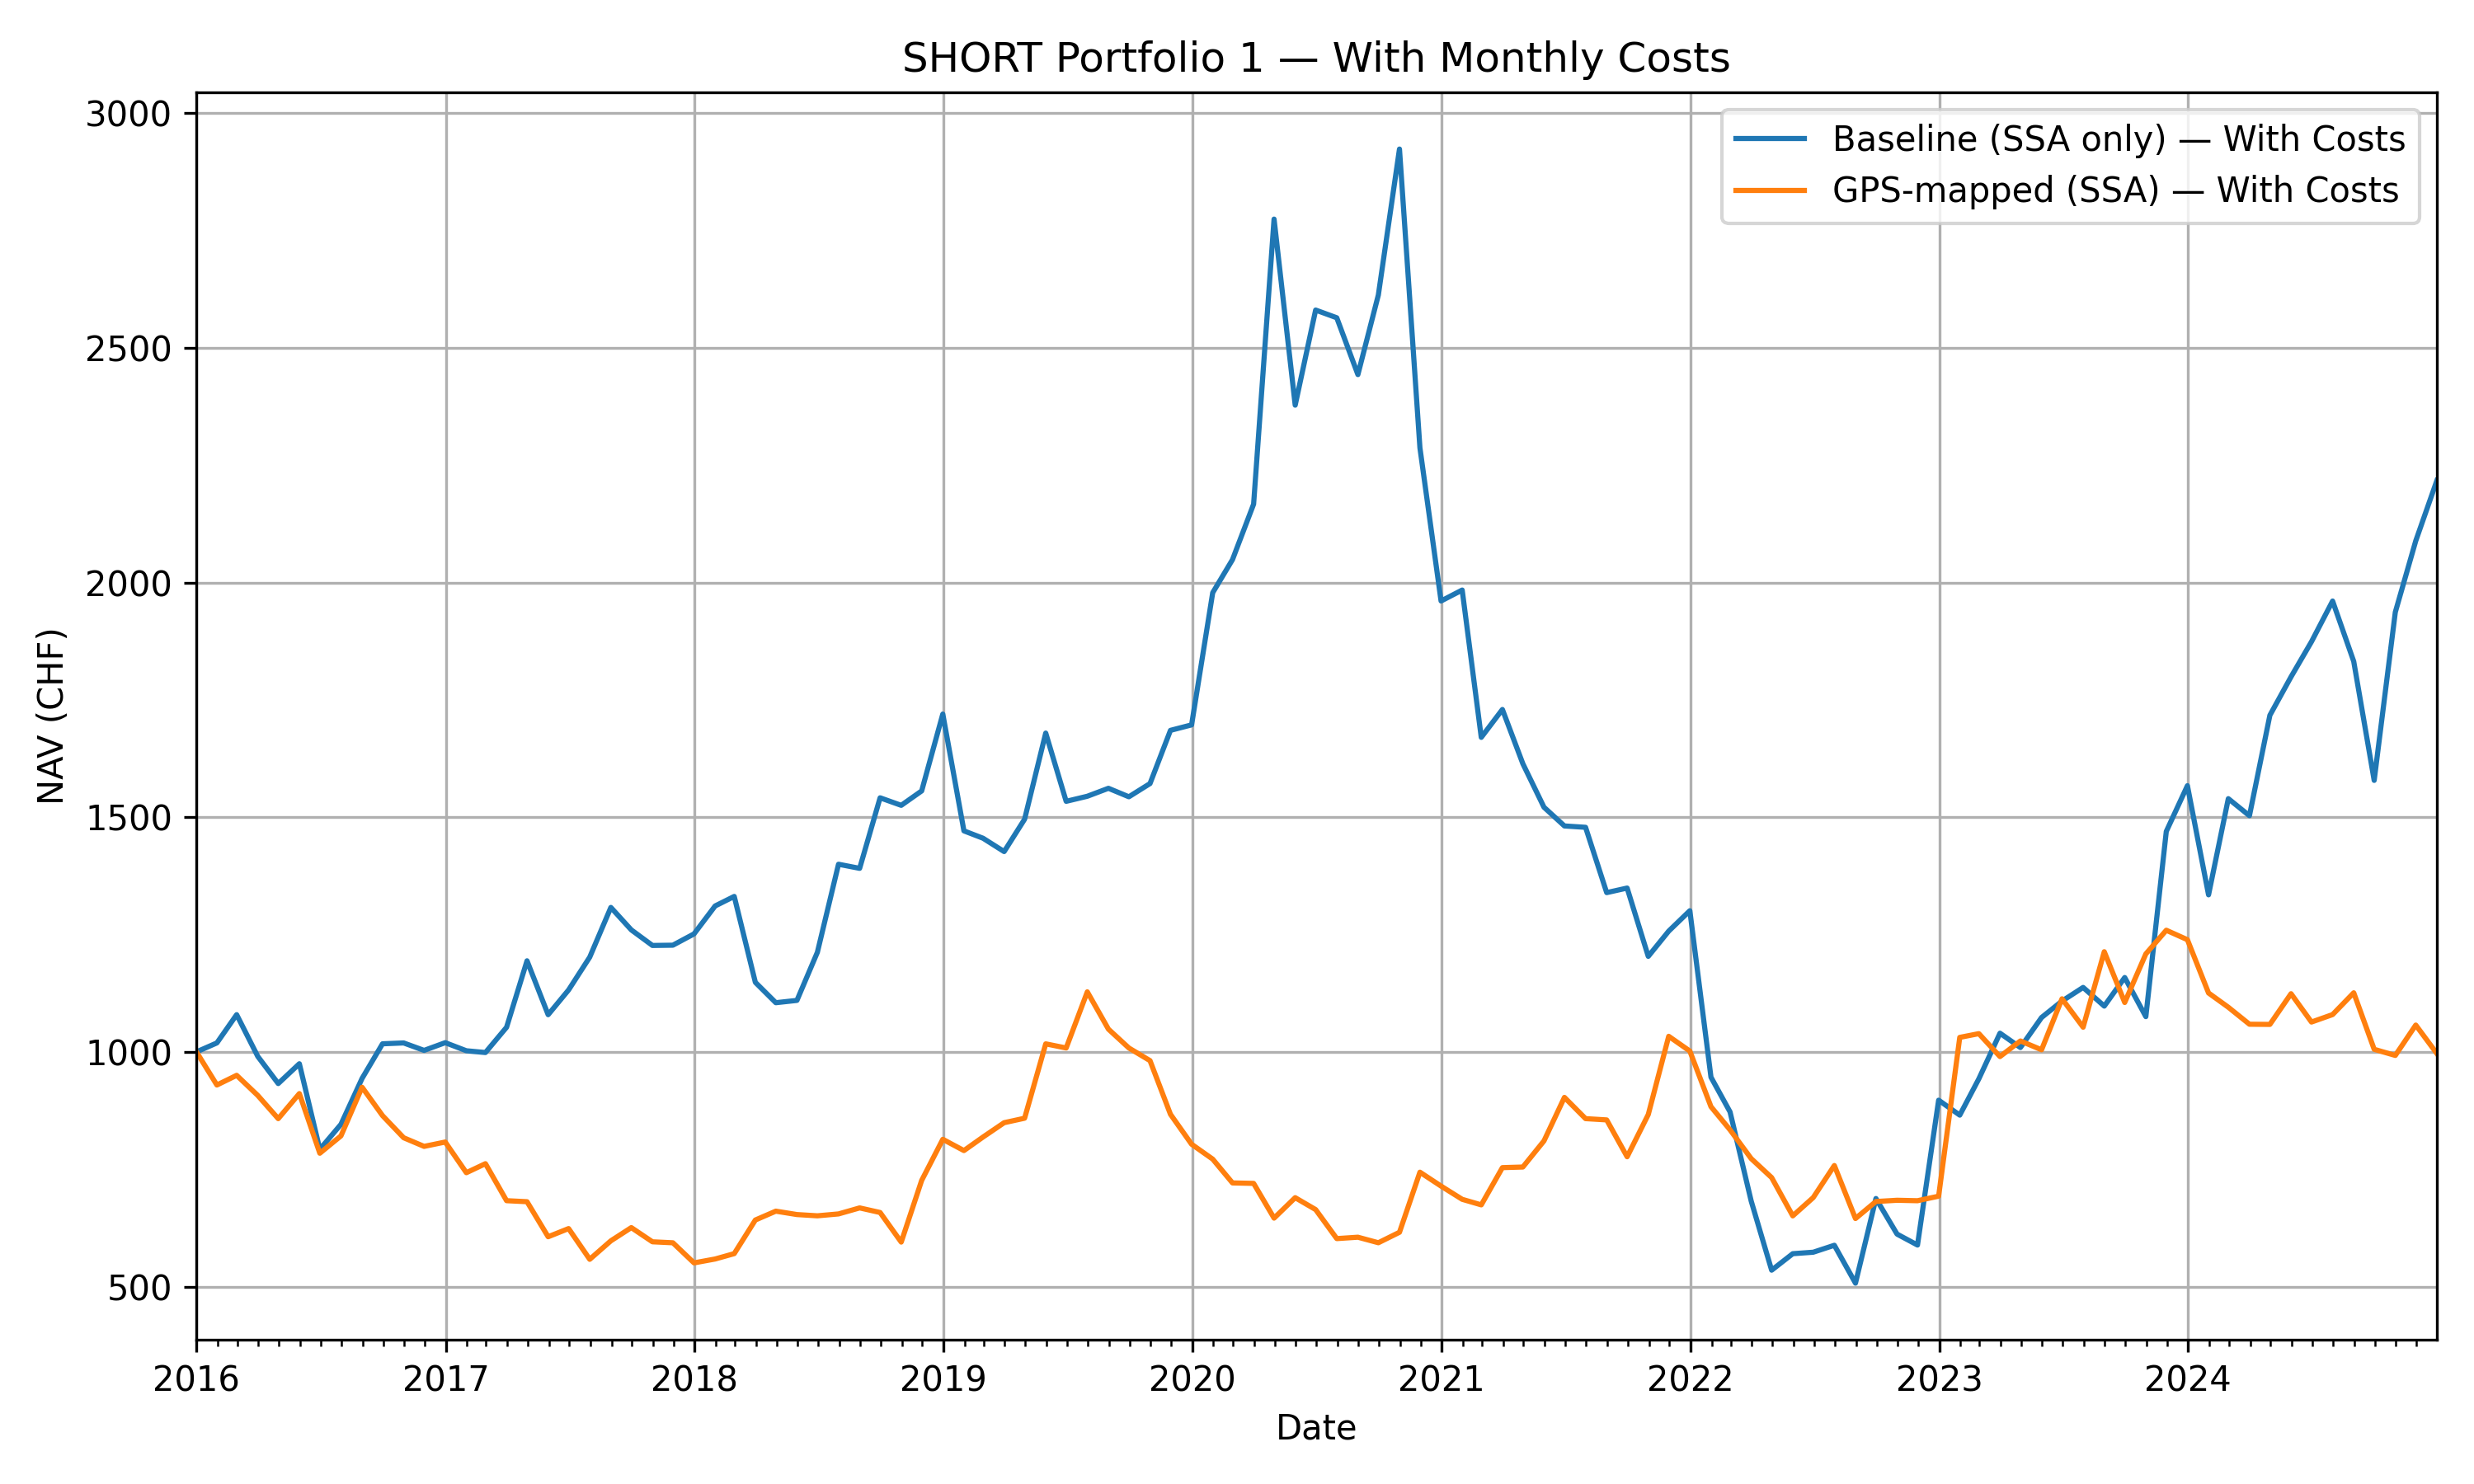 SHORT Portfolio 1 — With Monthly Costs
Baseline (SSA only) — With Costs
GPS-mapped (SSA) — With Costs
NAV (CHF)
3000
2500
2000
1500
1000
500
2016 2017 2018 2019 2020 2021 2022 2023 2024
Date